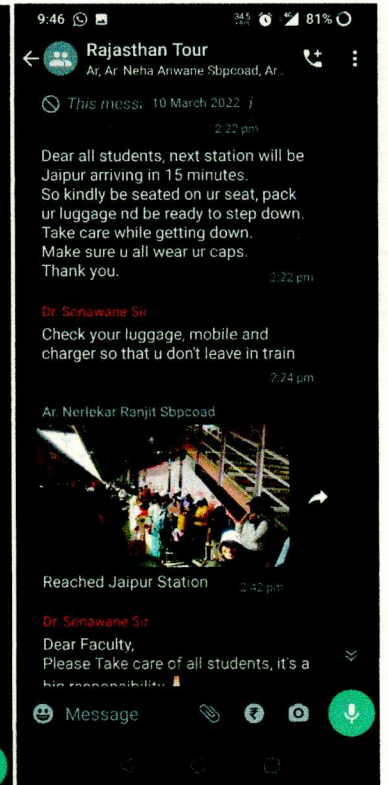 9:46 81%
Rajasthan Tour
Ar, Ar Neha Anwane Sbpcoad, Ar...
This mess 10 March 2022
2:22 pm
Dear all students, next station will be
Jaipur arriving in 15 minutes.
So kindly be seated on ur seat, pack
ur luggage nd be ready to step down.
Take care while getting down.
Make sure u all wear ur caps.
Thank you. 2:22 pm
Dr. Sonawane Sir
Check your luggage, mobile and
charger so that u don't leave in train
2:24 pm
Ar. Nerlekar Ranjit Sbpcoad
Reached Jaipur Station 2:42 pm
Dr. Sonawane Sir
Dear Faculty,
Please Take care of all students, it's a
big responsibility
Message